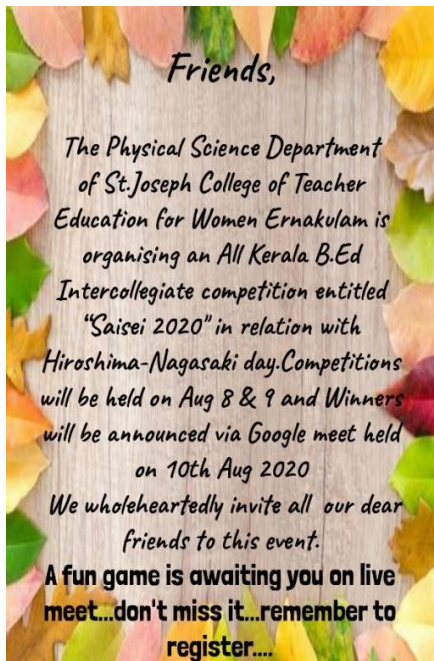 Friends,
The Physical Science Department
of St.Joseph College of Teacher
Education for Women Ernakulam is
organising an All Kerala B.Ed
Intercollegiate competition entitled
"Saisei 2020" in relation with
Hiroshima-Nagasaki day.Competitions
will be held on Aug 8 & 9 and Winners
will be announced via Google meet held
on 10th Aug 2020
We wholeheartedly invite all our dear
friends to this event.
A fun game is awaiting you on live
meet...don't miss it...remember to
register....